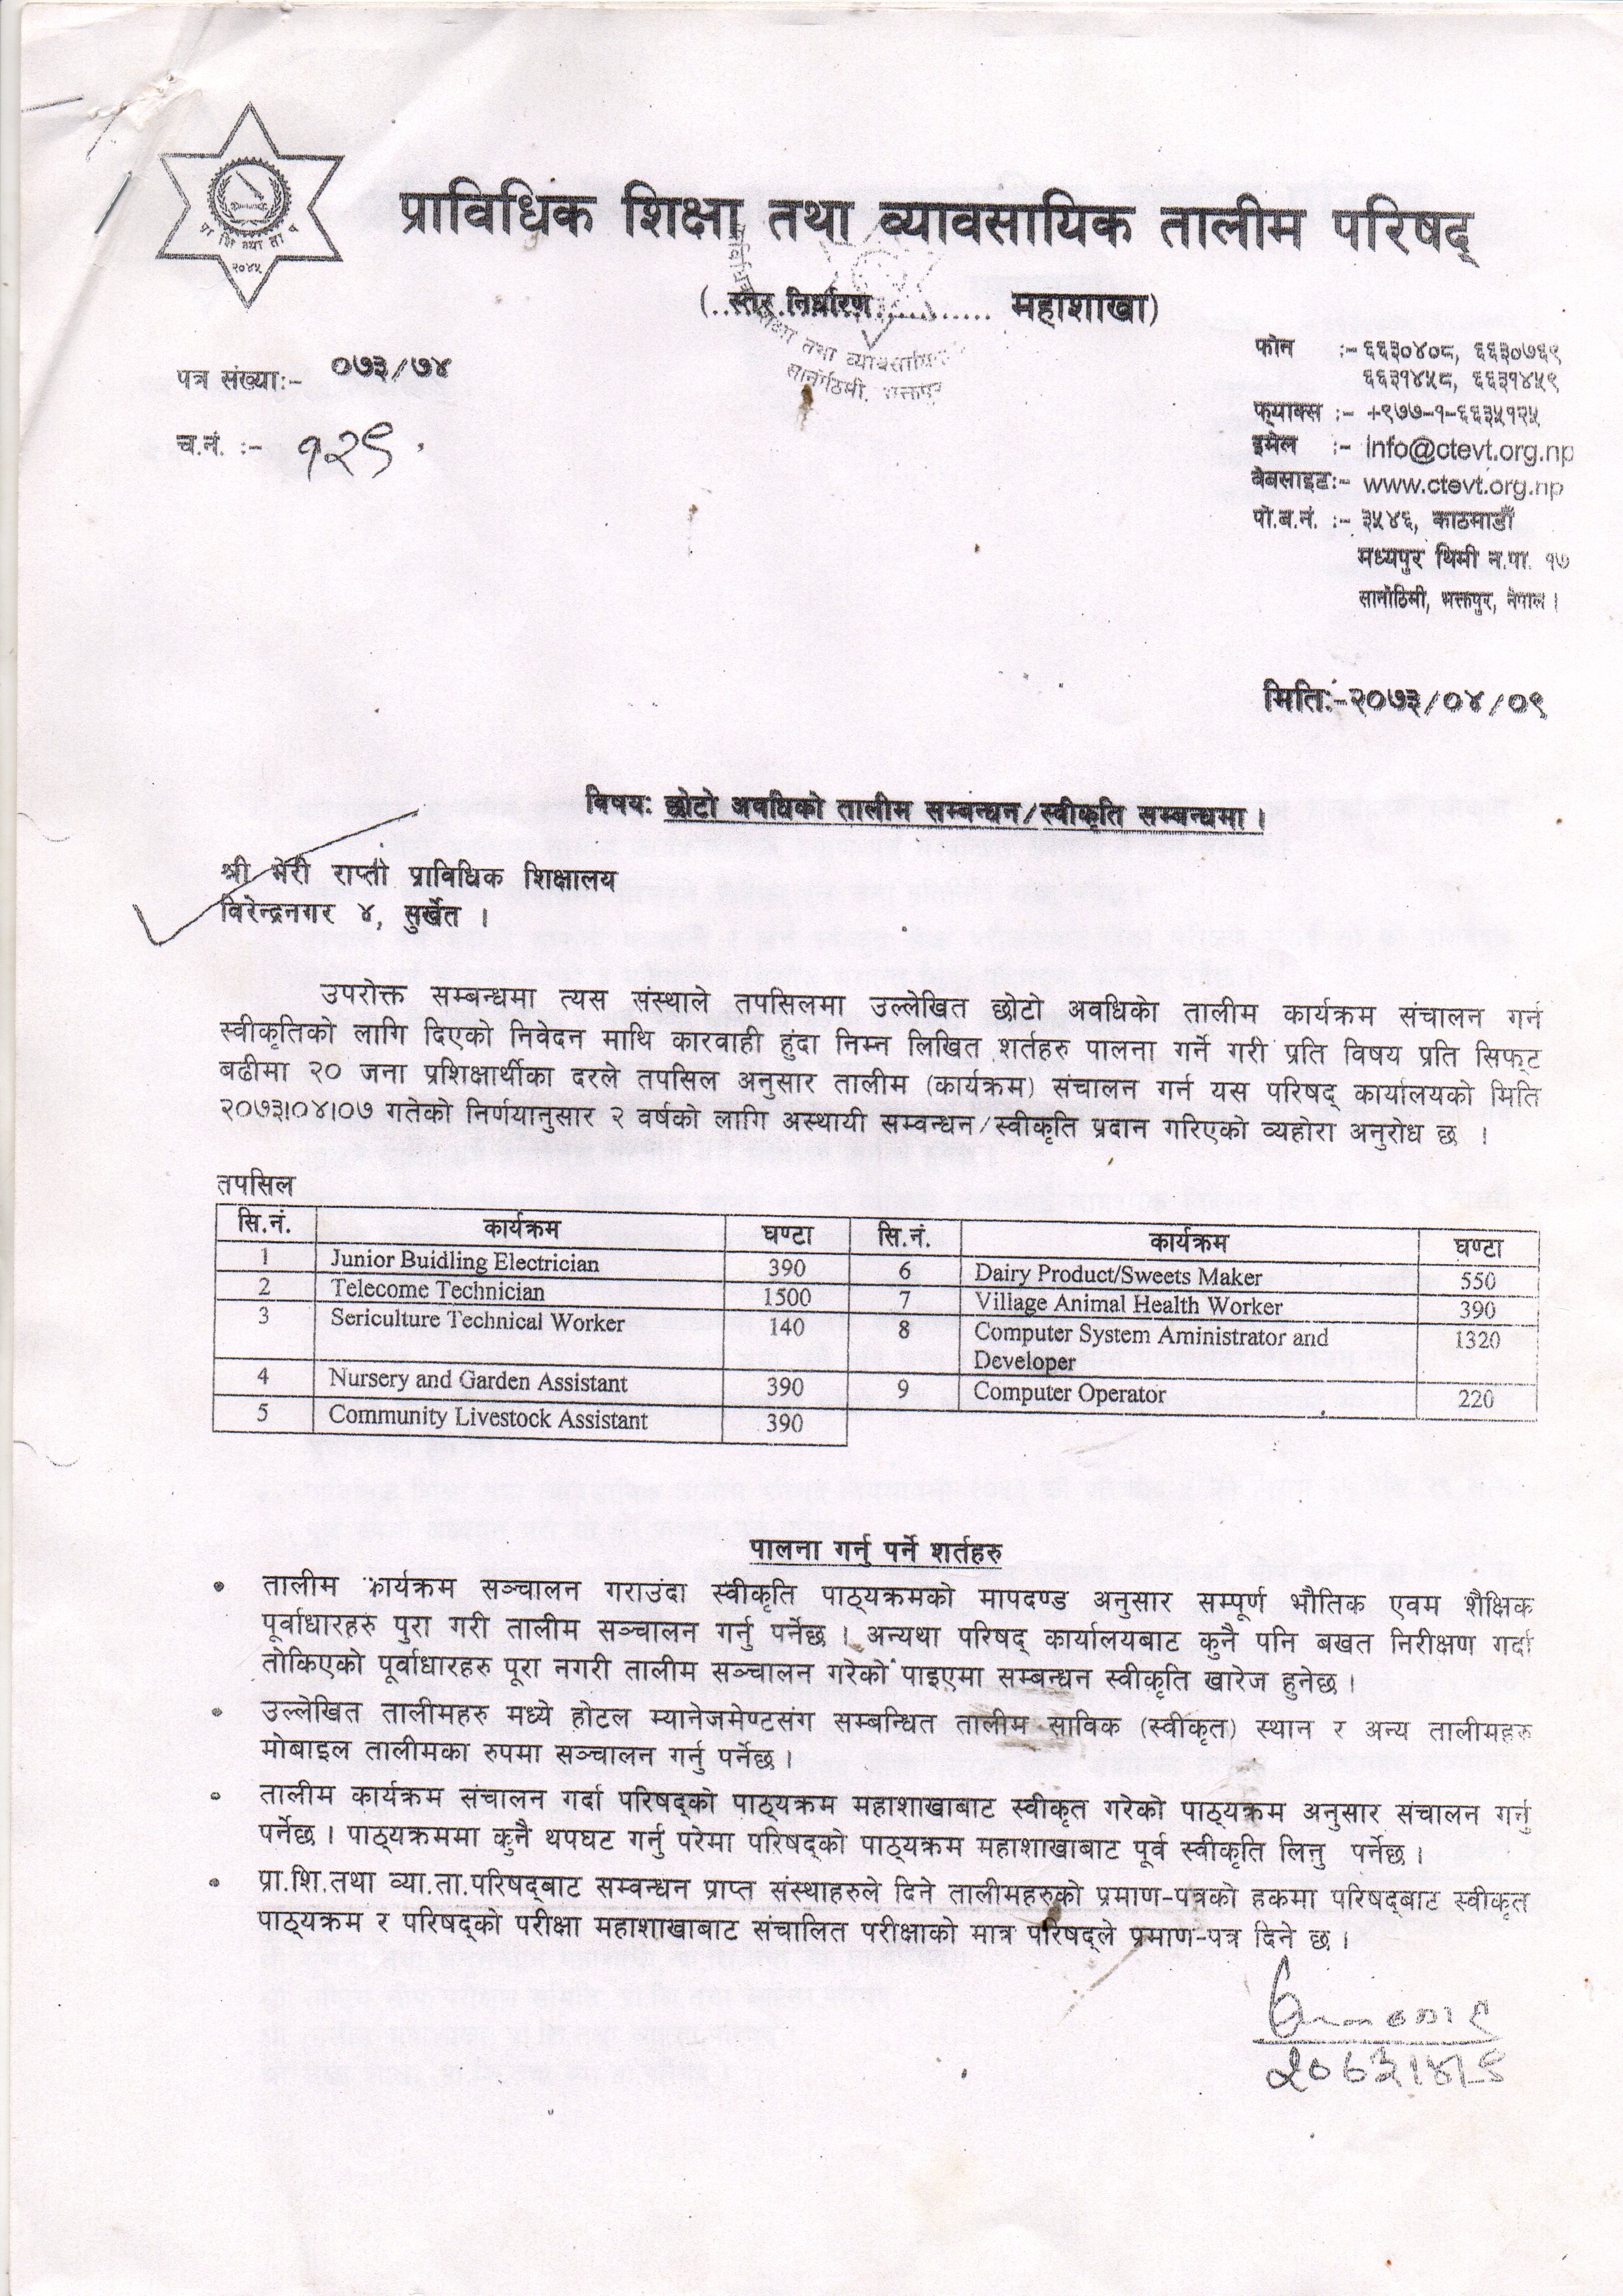 प्राविधिक शिक्षा तथा व्यावसायिक तालीम परिषद्
(..स्तर निर्धारण............ महाशाखा)
प्रा शि तथा व्या ता प
२०४५
पत्र संख्याः- ०७३/७४
च.नं. :- १२९
फोन :- ६६३०४०८, ६६३०७६९
६६३१४५८, ६६३१४५९
फ्याक्स :- +९७७-१-६६३५१२५
इमेल :- info@ctevt.org.np
वेबसाइटः- www.ctevt.org.np
पो.ब.नं. :- ३५४६, काठमाडौँ
मध्यपुर थिमी न.पा. १७
सानोठिमी, भक्तपुर, नेपाल ।
मितिः-२०७३/०४/०९
विषयः छोटो अवधिको तालीम सम्बन्धन/स्वीकृति सम्बन्धमा ।
श्री भेरी राप्ती प्राविधिक शिक्षालय
विरेन्द्रनगर ४, सुर्खेत ।
उपरोक्त सम्बन्धमा त्यस संस्थाले तपसिलमा उल्लेखित छोटो अवधिको तालीम कार्यक्रम संचालन गर्न
स्वीकृतिको लागि दिएको निवेदन माथि कारवाही हुंदा निम्न लिखित शर्तहरु पालना गर्ने गरी प्रति विषय प्रति सिफ्ट
बढीमा २० जना प्रशिक्षार्थीका दरले तपसिल अनुसार तालीम (कार्यक्रम) संचालन गर्न यस परिषद् कार्यालयको मिति
२०७३।०४।०७ गतेको निर्णयानुसार २ वर्षको लागि अस्थायी सम्वन्धन/स्वीकृति प्रदान गरिएको व्यहोरा अनुरोध छ ।
तपसिल
सि.नं. कार्यक्रम घण्टा सि.नं. कार्यक्रम घण्टा
1 Junior Buidling Electrician 390 6 Dairy Product/Sweets Maker 550
2 Telecome Technician 1500 7 Village Animal Health Worker 390
3 Sericulture Technical Worker 140 8 Computer System Aministrator and 1320
Developer
4 Nursery and Garden Assistant 390 9 Computer Operator 220
5 Community Livestock Assistant 390
पालना गर्नु पर्ने शर्तहरु
• तालीम कार्यक्रम सञ्चालन गराउंदा स्वीकृति पाठ्यक्रमको मापदण्ड अनुसार सम्पूर्ण भौतिक एवम शैक्षिक
पूर्वाधारहरु पुरा गरी तालीम सञ्चालन गर्नु पर्नेछ । अन्यथा परिषद् कार्यालयबाट कुनै पनि बखत निरीक्षण गर्दा
तोकिएको पूर्वाधारहरु पूरा नगरी तालीम सञ्चालन गरेको पाइएमा सम्बन्धन स्वीकृति खारेज हुनेछ ।
• उल्लेखित तालीमहरु मध्ये होटल म्यानेजमेण्टसंग सम्बन्धित तालीम साविक (स्वीकृत) स्थान र अन्य तालीमहरु
मोबाइल तालीमका रुपमा सञ्चालन गर्नु पर्नेछ ।
• तालीम कार्यक्रम संचालन गर्दा परिषद्को पाठ्यक्रम महाशाखाबाट स्वीकृत गरेको पाठ्यक्रम अनुसार संचालन गर्नु
पर्नेछ । पाठ्यक्रममा कुनै थपघट गर्नु परेमा परिषद्को पाठ्यक्रम महाशाखाबाट पूर्व स्वीकृति लिनु पर्नेछ ।
• प्रा.शि.तथा व्या.ता.परिषद्बाट सम्वन्धन प्राप्त संस्थाहरुले दिने तालीमहरुको प्रमाण-पत्रको हकमा परिषद्बाट स्वीकृत
पाठ्यक्रम र परिषद्को परीक्षा महाशाखाबाट संचालित परीक्षाको मात्र परिषद्ले प्रमाण-पत्र दिने छ ।
२०७३।४।९